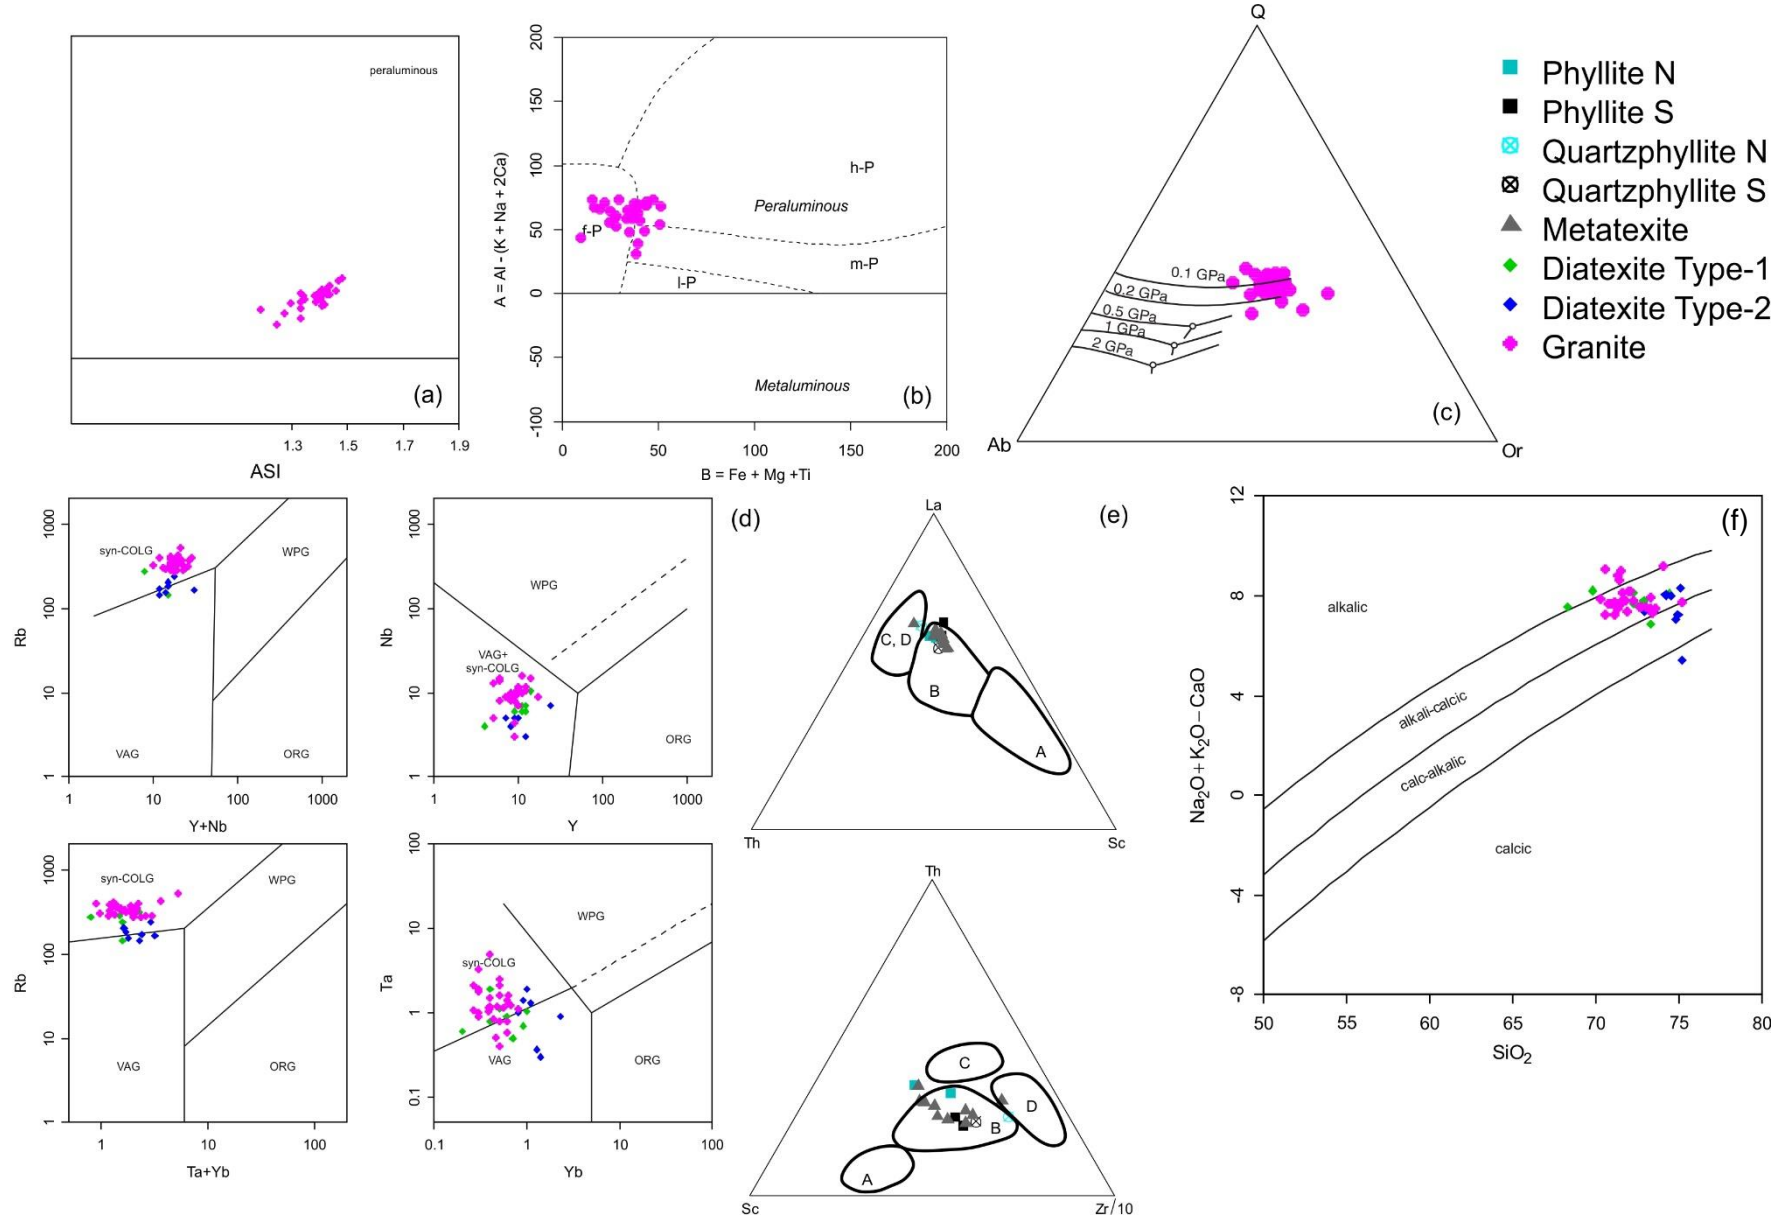 peraluminous
(a)
1.3 1.5 1.7 1.9
ASI
200
150
100
50
0
-50
-100
A = Al - (K + Na + 2Ca)
h-P
Peraluminous
f-P
m-P
l-P
Metaluminous
(b)
0 50 100 150 200
B = Fe + Mg +Ti
Q
0.1 GPa
0.2 GPa
0.5 GPa
1 GPa
2 GPa
(c)
Ab
Or
Phyllite N
Phyllite S
Quartzphyllite N
Quartzphyllite S
Metatexite
Diatexite Type-1
Diatexite Type-2
Granite
1000
100
10
1
Rb
syn-COLG
WPG
VAG
ORG
1 10 100 1000
Y+Nb
1000
100
10
1
Nb
WPG
VAG+
syn-COLG
ORG
1 10 100 1000
Y
(d)
1000
100
10
1
Rb
syn-COLG
WPG
VAG
ORG
1 10 100
Ta+Yb
100
10
1
0.1
Ta
WPG
syn-COLG
VAG
ORG
0.1 1 10 100
Yb
La
(e)
C, D
B
A
Th
Sc
Th
C
D
B
A
Sc
Zr/10
12
8
4
0
-4
-8
Na₂O+K₂O−CaO
(f)
alkalic
alkali-calcic
calc-alkalic
calcic
50 55 60 65 70 75 80
SiO₂